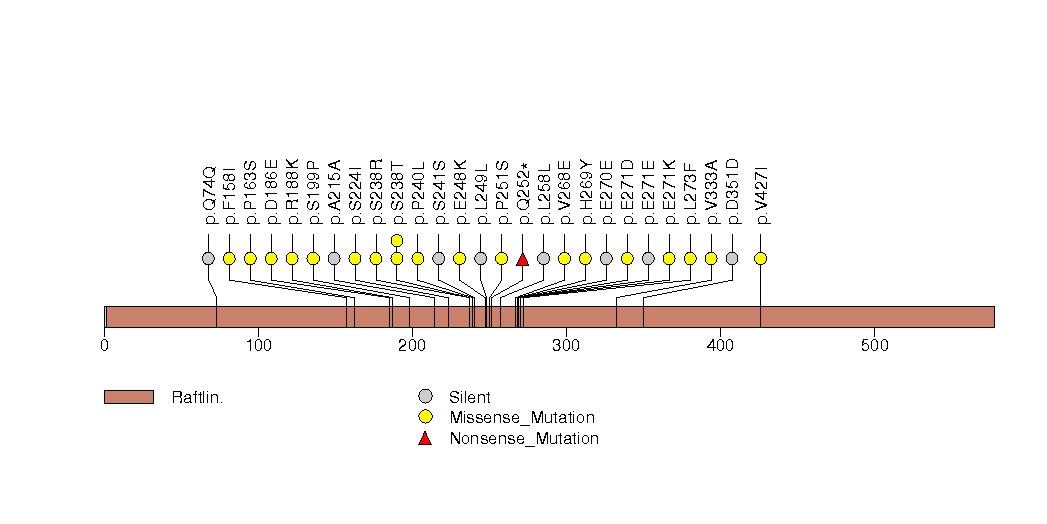 p.Q74Q
p.F158I
p.P163S
p.D186E
p.R188K
p.S199P
p.A215A
p.S224I
p.S238R
p.S238T
p.P240L
p.S241S
p.E248K
p.L249L
p.P251S
p.Q252*
p.L258L
p.V268E
p.H269Y
p.E270E
p.E271D
p.E271E
p.E271K
p.L273F
p.V333A
p.D351D
p.V427I
0 100 200 300 400 500
Raftlin.
Silent
Missense_Mutation
Nonsense_Mutation